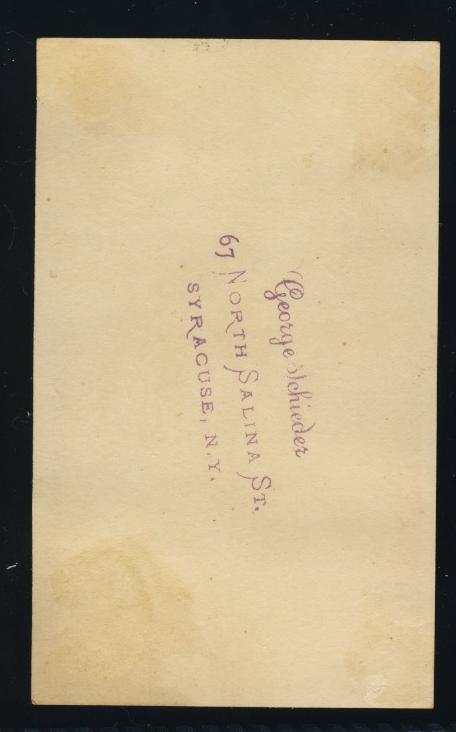 George Schieder
67 North Salina St.
SYRACUSE, N.Y.